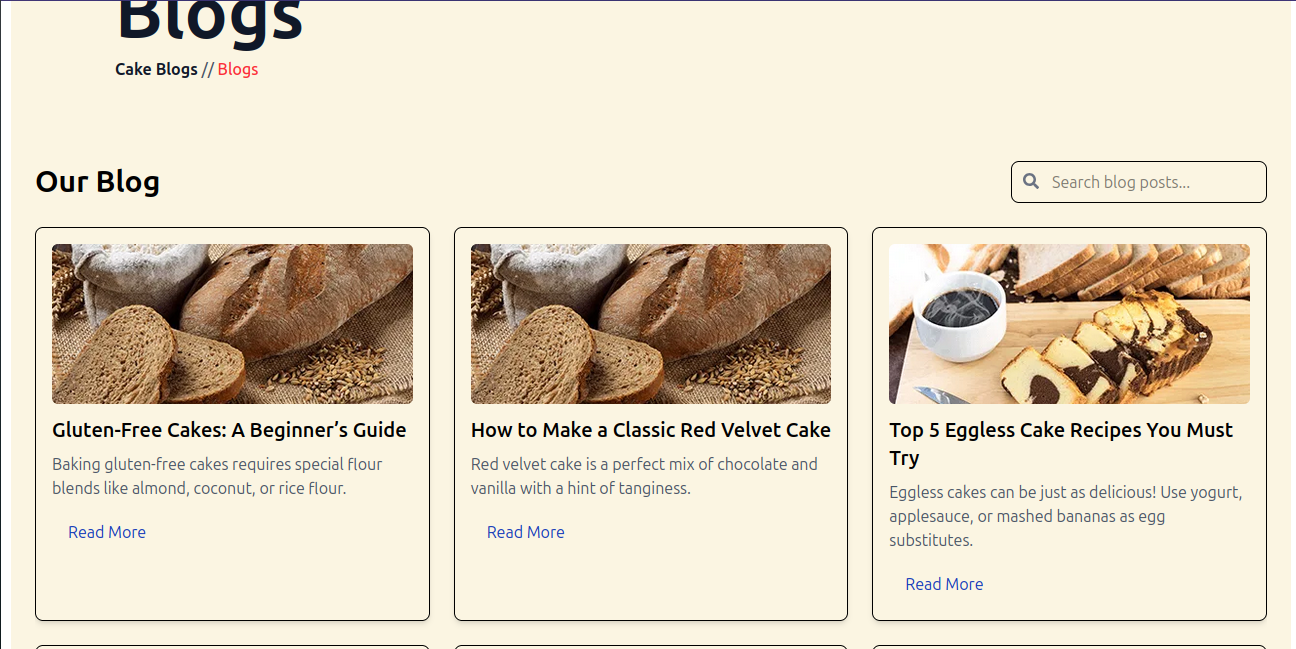 Blogs
Cake Blogs // Blogs
Our Blog
Search blog posts...
Gluten-Free Cakes: A Beginner’s Guide
Baking gluten-free cakes requires special flour
blends like almond, coconut, or rice flour.
Read More
How to Make a Classic Red Velvet Cake
Red velvet cake is a perfect mix of chocolate and
vanilla with a hint of tanginess.
Read More
Top 5 Eggless Cake Recipes You Must
Try
Eggless cakes can be just as delicious! Use yogurt,
applesauce, or mashed bananas as egg
substitutes.
Read More